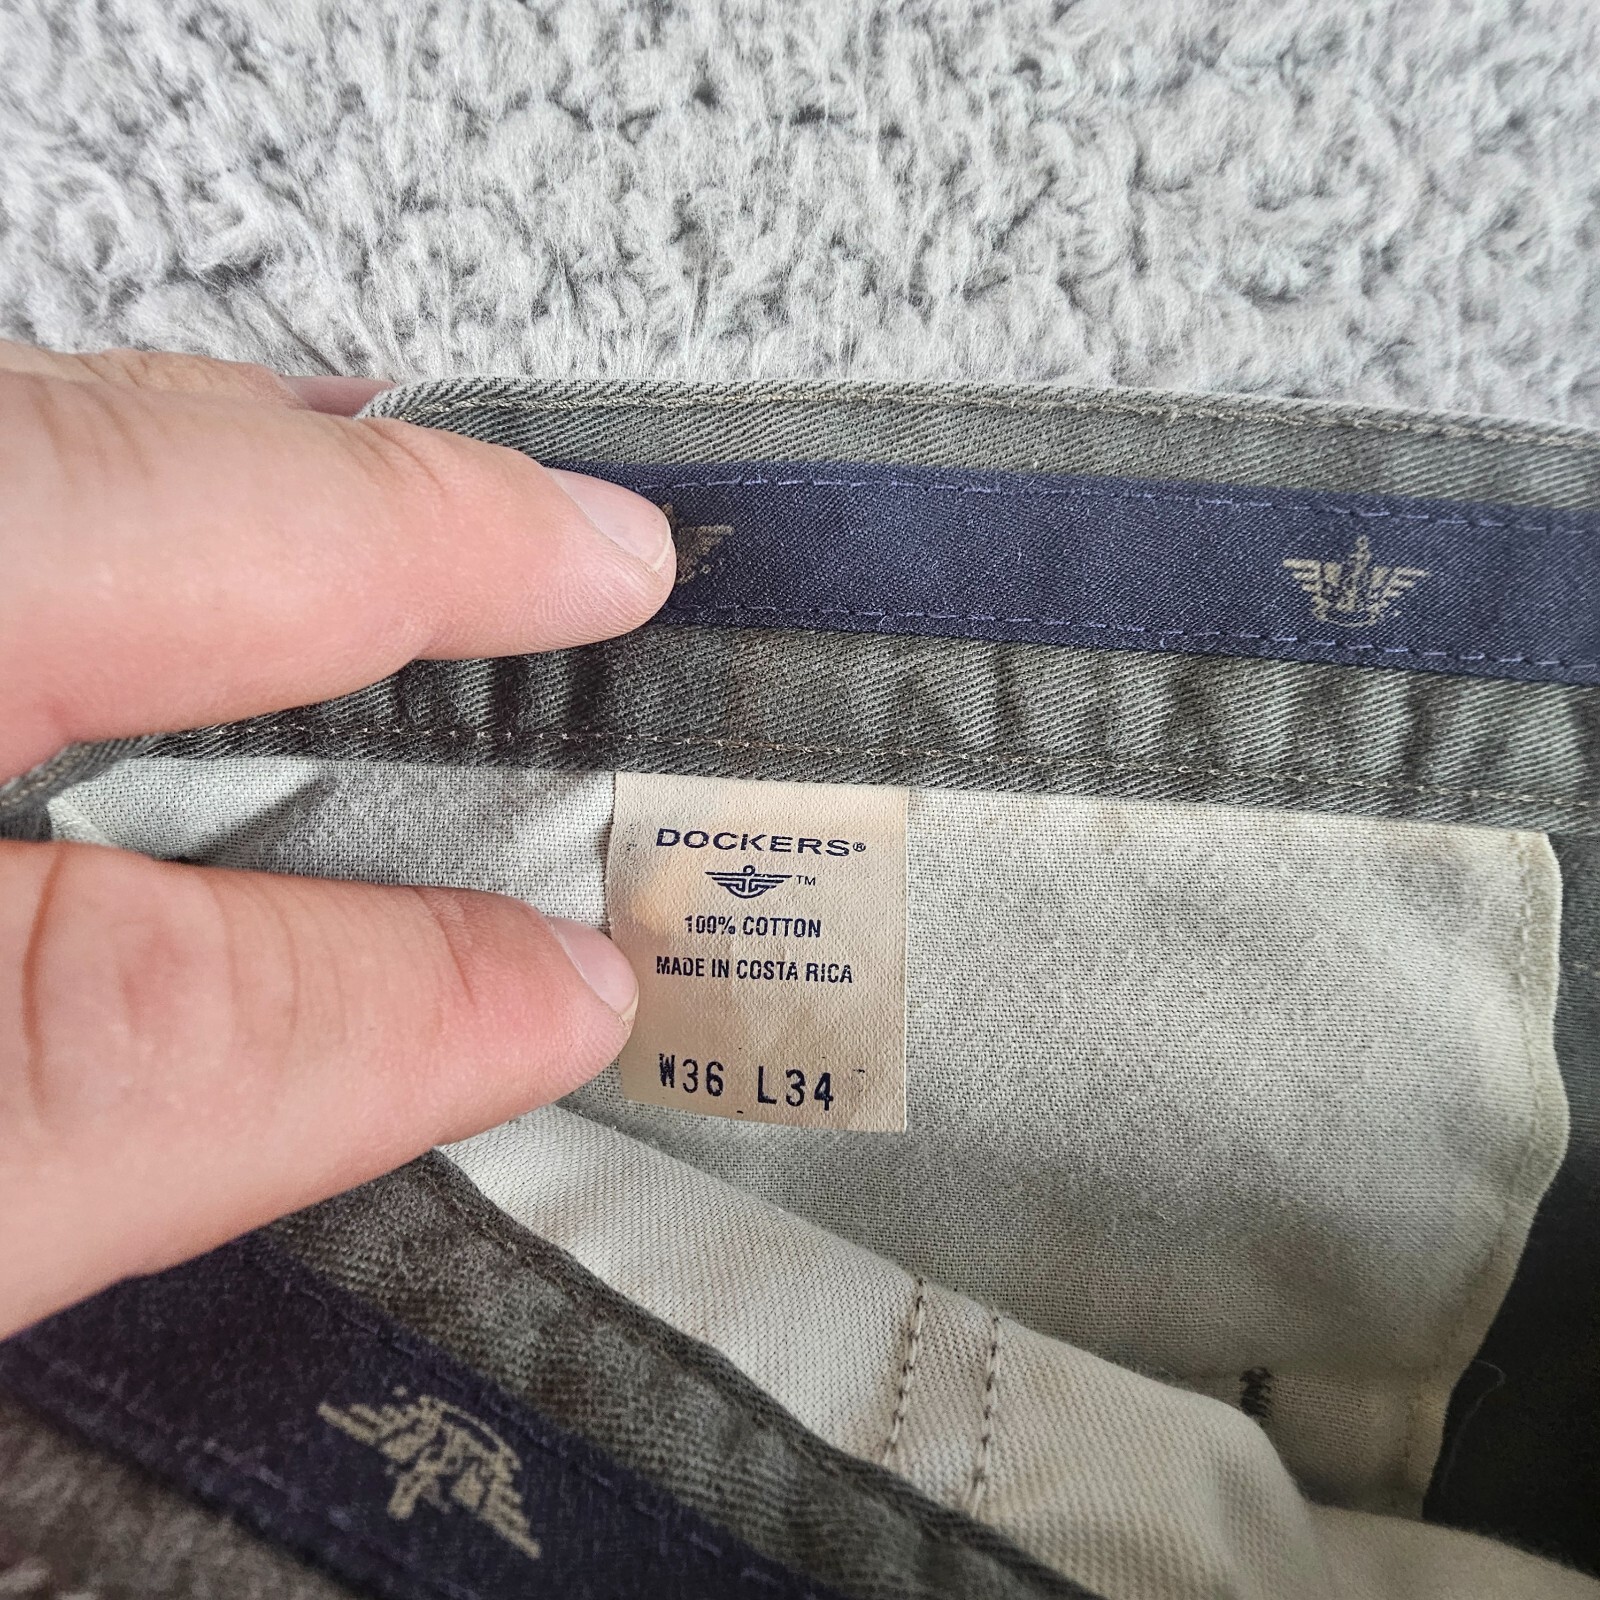 DOCKERS®
™
100% COTTON
MADE IN COSTA RICA
W36 L34